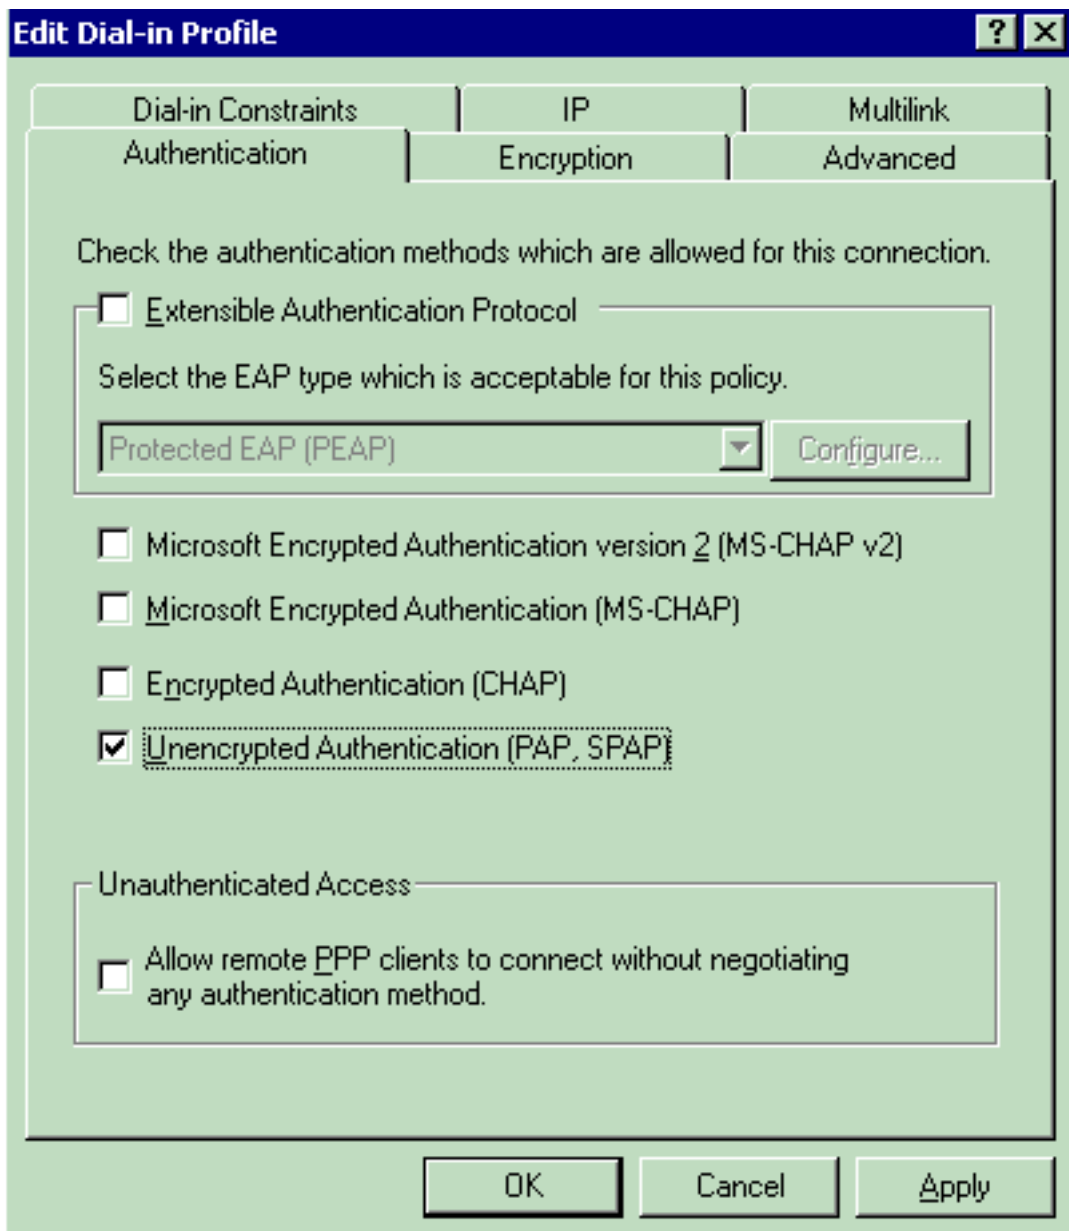 Edit Dial-in Profile
Dial-in Constraints
IP
Multilink
Authentication
Encryption
Advanced
Check the authentication methods which are allowed for this connection.
Extensible Authentication Protocol
Select the EAP type which is acceptable for this policy.
Protected EAP (PEAP)
Configure...
Microsoft Encrypted Authentication version 2 (MS-CHAP v2)
Microsoft Encrypted Authentication (MS-CHAP)
Encrypted Authentication (CHAP)
Unencrypted Authentication (PAP, SPAP)
Unauthenticated Access
Allow remote PPP clients to connect without negotiating
any authentication method.
OK
Cancel
Apply